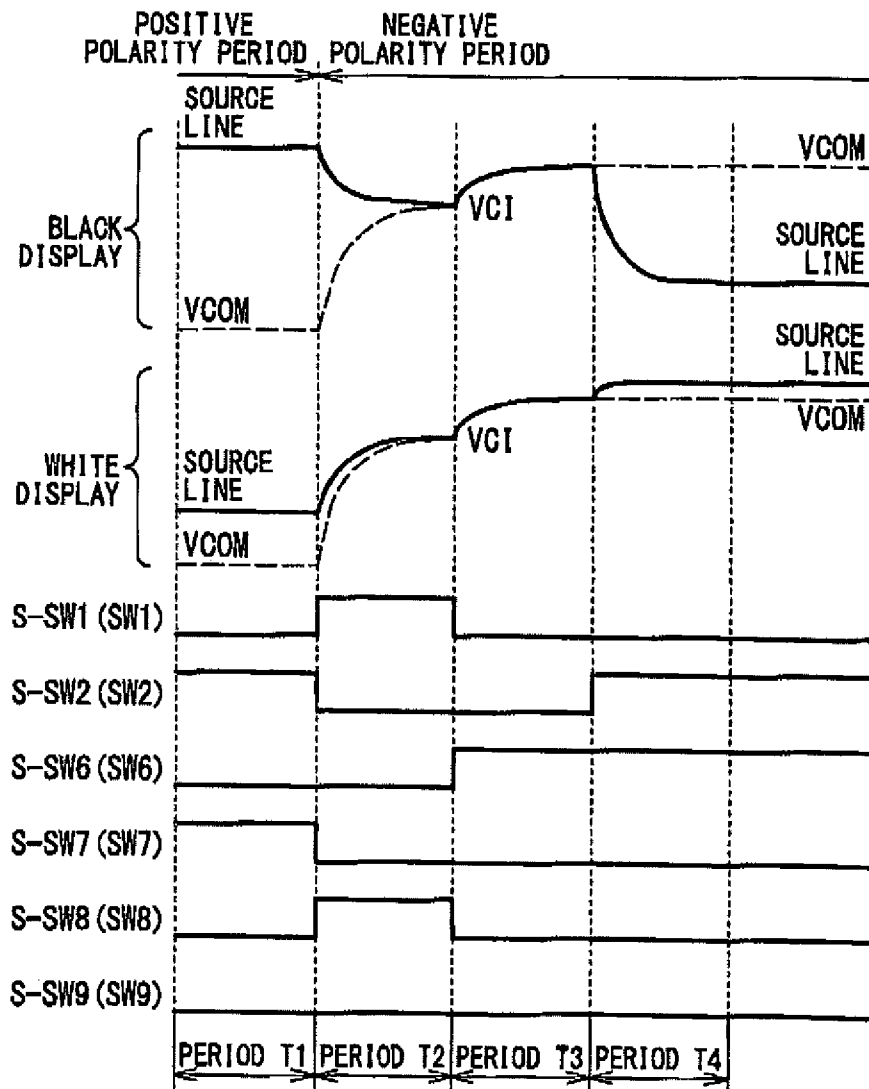 POSITIVE
POLARITY PERIOD
NEGATIVE
POLARITY PERIOD
SOURCE
LINE
VCOM
VCI
BLACK
DISPLAY
SOURCE
LINE
VCOM
SOURCE
LINE
VCOM
VCI
WHITE
DISPLAY
SOURCE
LINE
VCOM
S-SW1(SW1)
S-SW2(SW2)
S-SW6(SW6)
S-SW7(SW7)
S-SW8(SW8)
S-SW9(SW9)
PERIOD T1
PERIOD T2
PERIOD T3
PERIOD T4